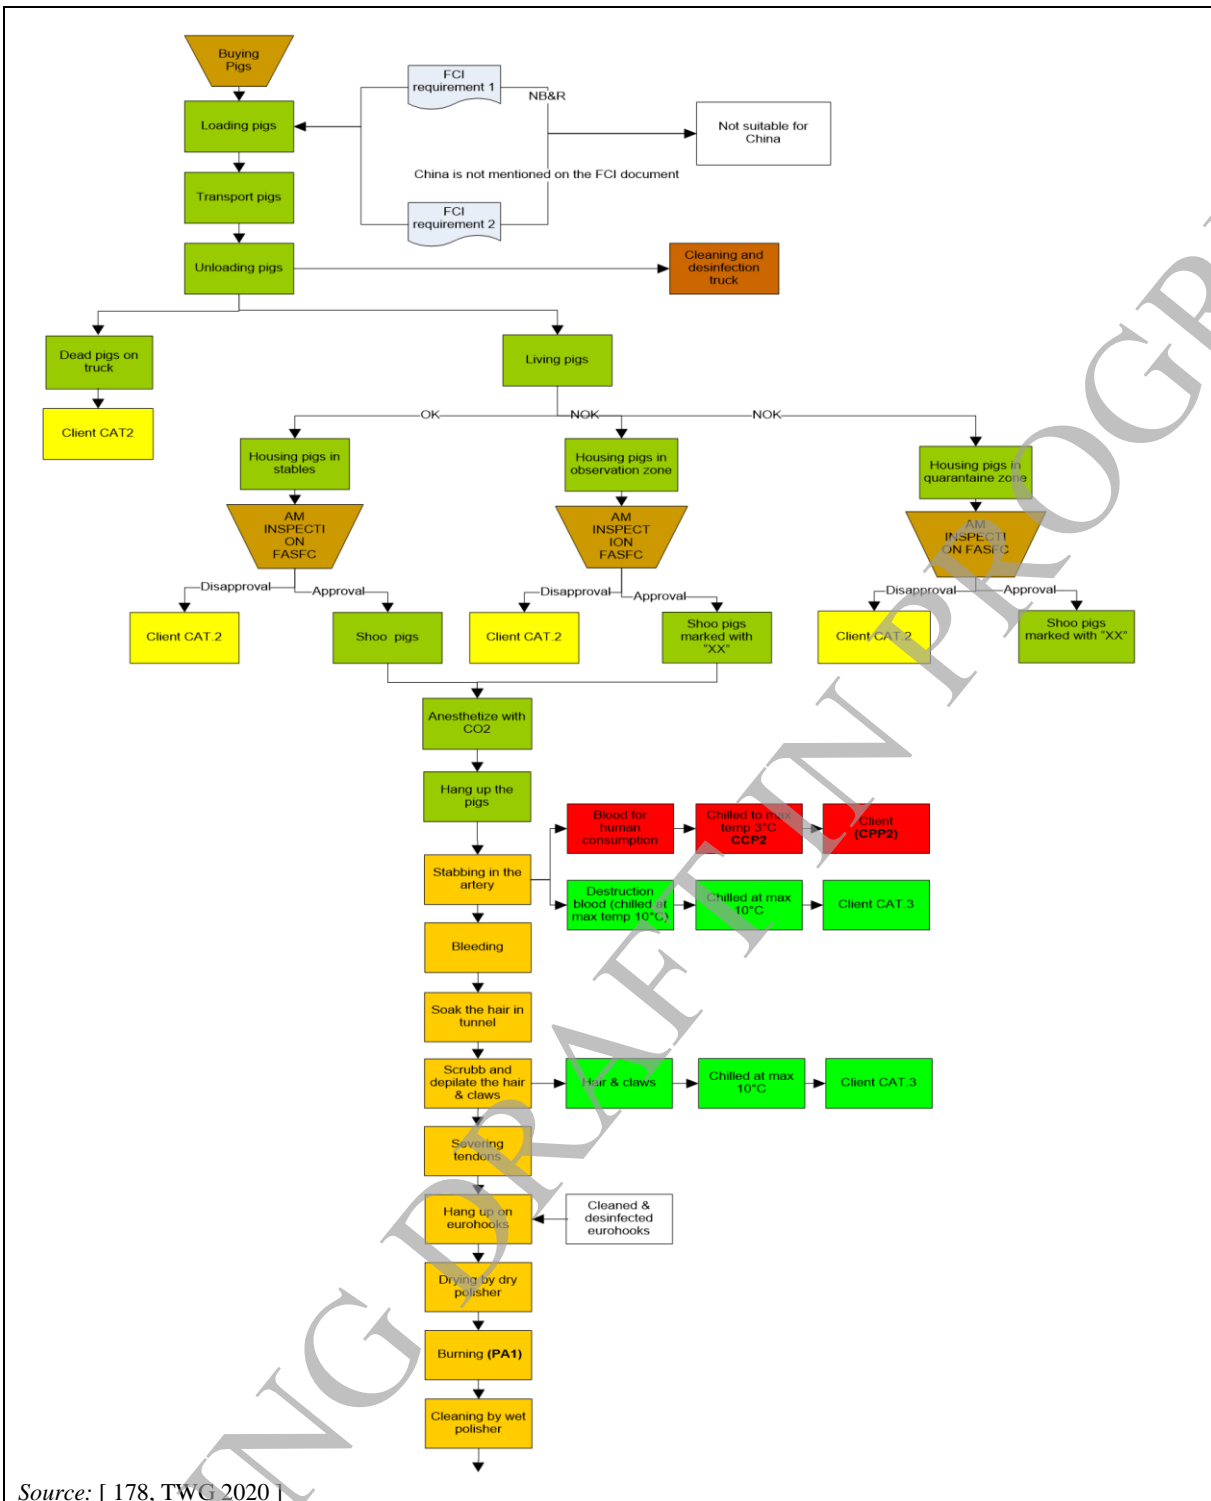 Buying
Pigs
FCI
requirement 1
NB&R
Loading pigs
Not suitable for
China
China is not mentioned on the FCI document
Transport pigs
FCI
requirement 2
Unloading pigs
Cleaning and
desinfection
truck
Dead pigs on
truck
Living pigs
Client CAT2
OK
NOK
NOK
Housing pigs in
stables
Housing pigs in
observation zone
Housing pigs in
quarantaine zone
AM
INSPECTI
ON
FASFC
AM
INSPECT
ION
FASFC
AM
INSPECTI
ON FASFC
Disapproval
Approval
Disapproval
Approval
Disapproval
Approval
Client CAT.2
Shoo pigs
Client CAT.2
Shoo pigs
marked with
"XX"
Client CAT.2
Shoo pigs
marked with "XX"
Anesthetize with
CO2
Hang up the
pigs
Blood for
human
consumption
Chilled to max
temp 3°C
CCP2
Client
(CPP2)
Stabbing in the
artery
Destruction
blood (chilled at
max temp 10°C)
Chilled at max
10°C
Client CAT.3
Bleeding
Soak the hair in
tunnel
Scrubb and
depilate the hair
& claws
Hair & claws
Chilled at max
10°C
Client CAT.3
Severing
tendons
Hang up on
eurohooks
Cleaned &
desinfected
eurohooks
Drying by dry
polisher
Burning (PA1)
Cleaning by wet
polisher
Source: [ 178, TWG 2020 ]
NG DRAFT IN PROGR